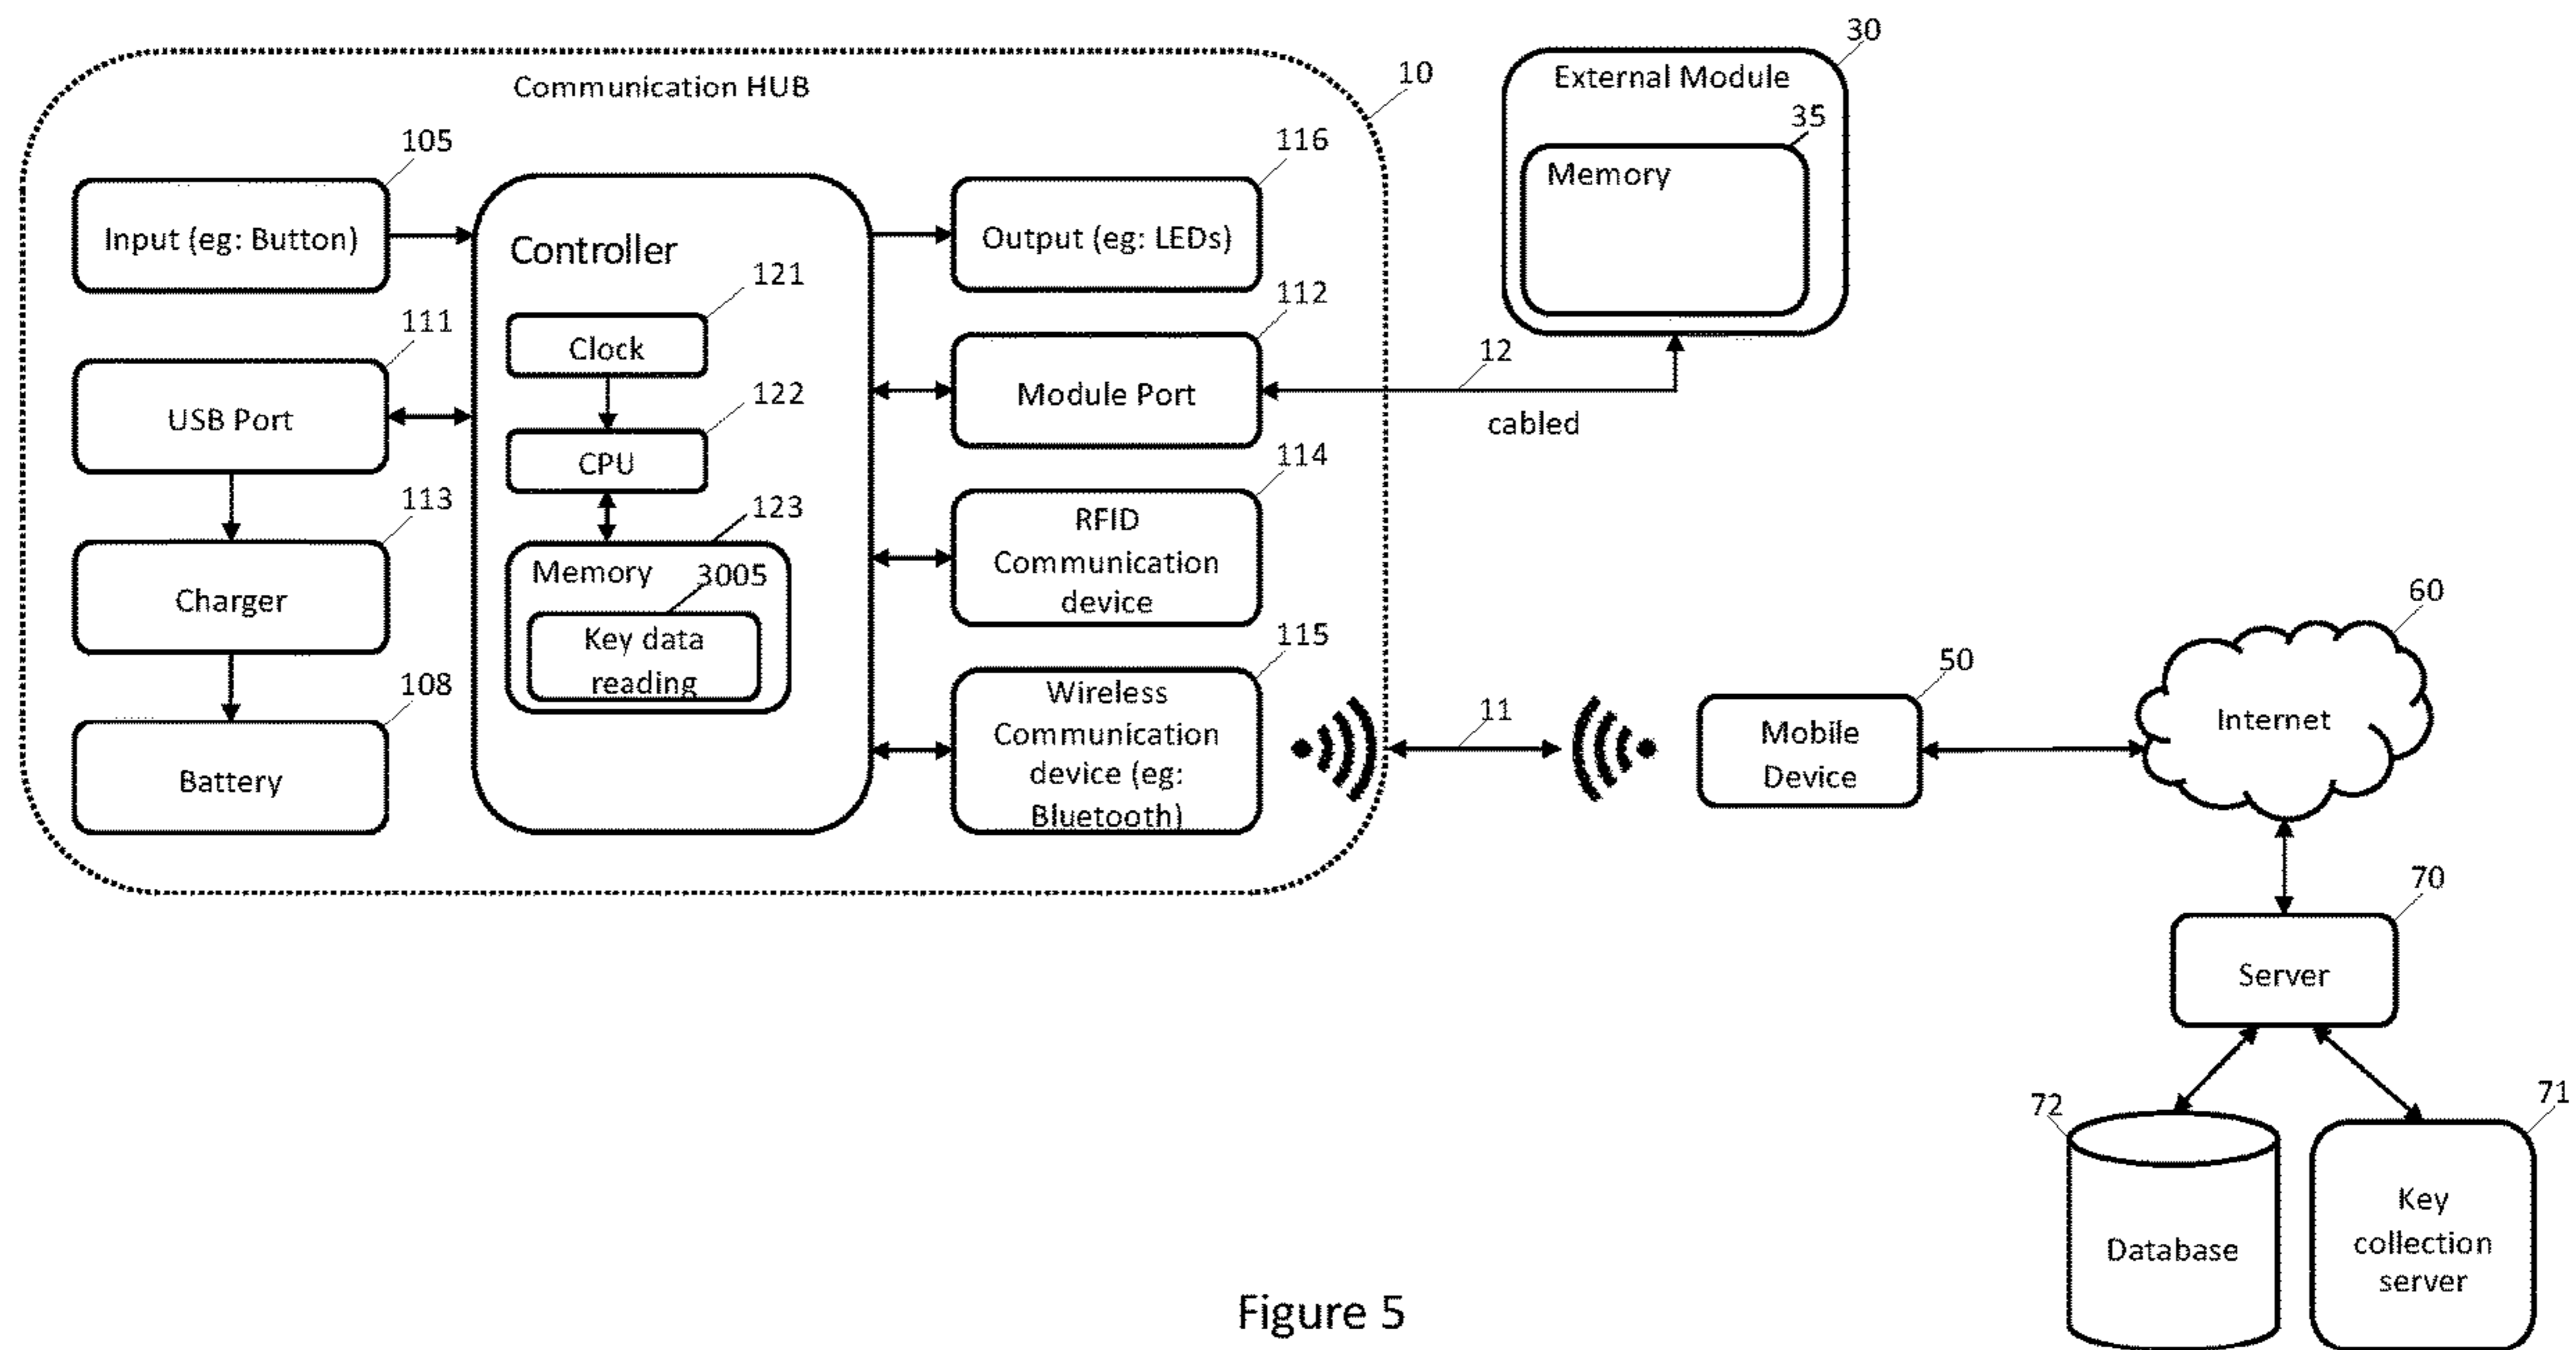 Communication HUB
10
105
Input (eg: Button)
111
USB Port
113
Charger
108
Battery
Controller
121
Clock
122
CPU
123
Memory
3005
Key data
reading
116
Output (eg: LEDs)
112
Module Port
114
RFID
Communication
device
115
Wireless
Communication
device (eg:
Bluetooth)
30
External Module
35
Memory
12
cabled
11
50
Mobile
Device
60
Internet
70
Server
72
Database
71
Key
collection
server
Figure 5